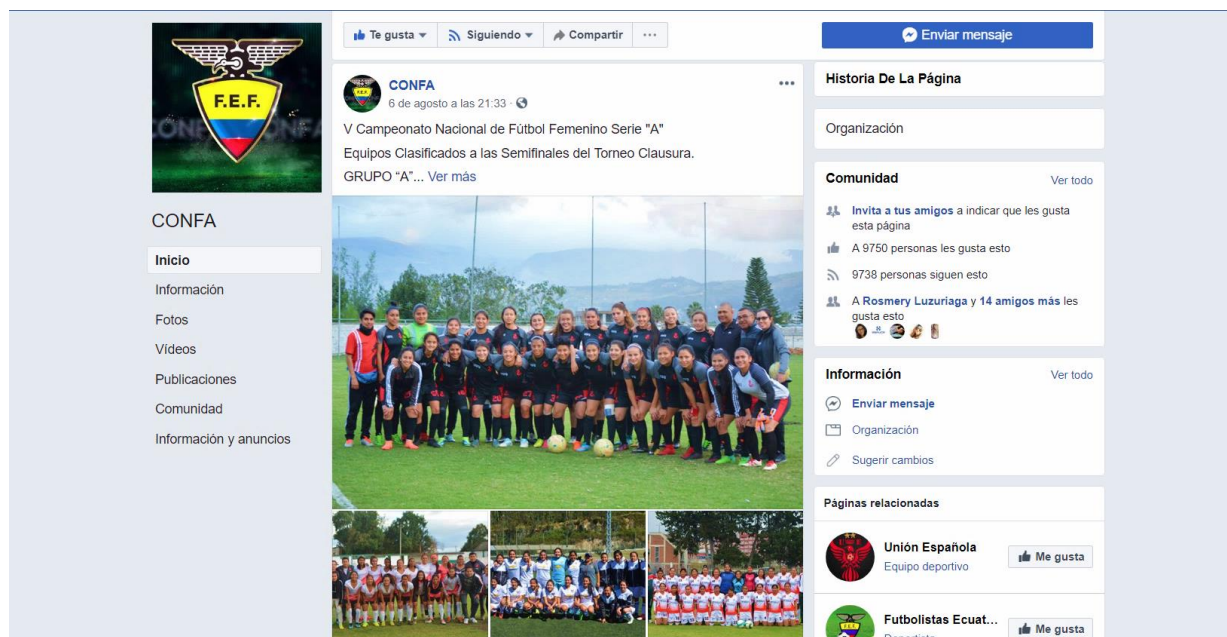 F.E.F.
CONFA
Inicio
Información
Fotos
Vídeos
Publicaciones
Comunidad
Información y anuncios
Te gusta
Siguiendo
Compartir
CONFA
6 de agosto a las 21:33
V Campeonato Nacional de Fútbol Femenino Serie "A"
Equipos Clasificados a las Semifinales del Torneo Clausura.
GRUPO “A”... Ver más
Enviar mensaje
Historia De La Página
Organización
Comunidad
Ver todo
Invita a tus amigos a indicar que les gusta
esta página
A 9750 personas les gusta esto
9738 personas siguen esto
A Rosmery Luzuriaga y 14 amigos más les
gusta esto
Información
Ver todo
Enviar mensaje
Organización
Sugerir cambios
Páginas relacionadas
Unión Española
Equipo deportivo
Me gusta
Futbolistas Ecuat...
Me gusta